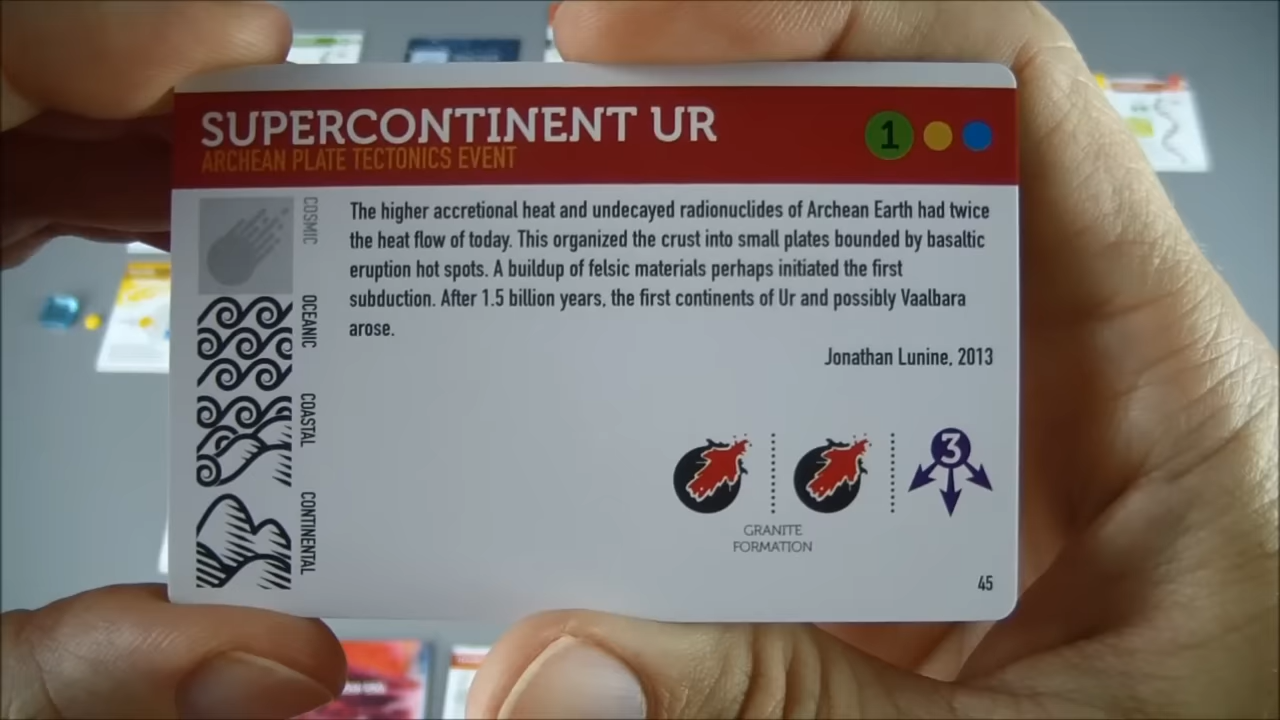 SUPERCONTINENT UR
ARCHEAN PLATE TECTONICS EVENT
1
COSMIC
OCEANIC
COASTAL
CONTINENTAL
The higher accretional heat and undecayed radionuclides of Archean Earth had twice
the heat flow of today. This organized the crust into small plates bounded by basaltic
eruption hot spots. A buildup of felsic materials perhaps initiated the first
subduction. After 1.5 billion years, the first continents of Ur and possibly Vaalbara
arose.
Jonathan Lunine, 2013
3
GRANITE
FORMATION
45